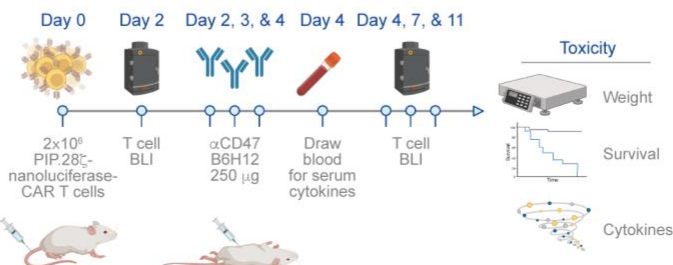 Day 0
Day 2
Day 2, 3, & 4
Day 4
Day 4, 7, & 11
2x10⁶
PIP.28ζ-
nanoluciferase-
CAR T cells
T cell
BLI
αCD47
B6H12
250 μg
Draw
blood
for serum
cytokines
T cell
BLI
Toxicity
Weight
Survival
Survival
Time
Cytokines